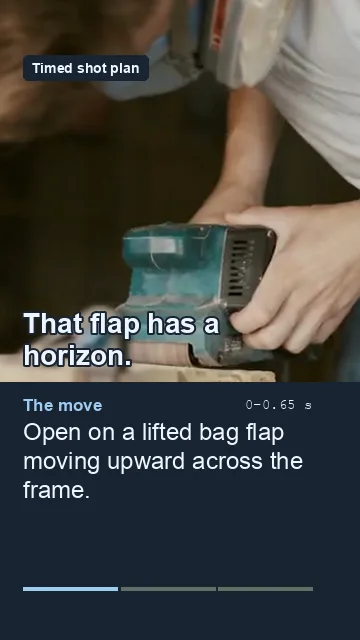 Timed shot plan
That flap has a
horizon.
The move
0–0.65 s
Open on a lifted bag flap
moving upward across the
frame.